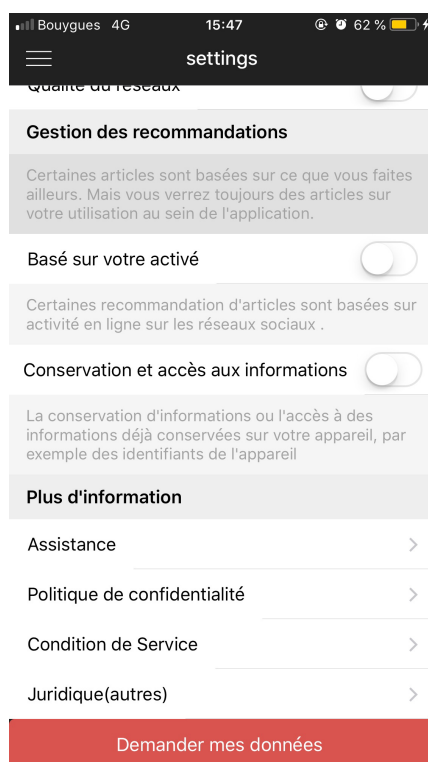 Bouygues 4G 15:47 62 %
settings
Qualité du réseaux
Gestion des recommandations
Certaines articles sont basées sur ce que vous faites
ailleurs. Mais vous verrez toujours des articles sur
votre utilisation au sein de l'application.
Basé sur votre activé
Certaines recommandation d'articles sont basées sur
activité en ligne sur les réseaux sociaux .
Conservation et accès aux informations
La conservation d'informations ou l'accès à des
informations déjà conservées sur votre appareil, par
exemple des identifiants de l'appareil
Plus d'information
Assistance
Politique de confidentialité
Condition de Service
Juridique(autres)
Demander mes données